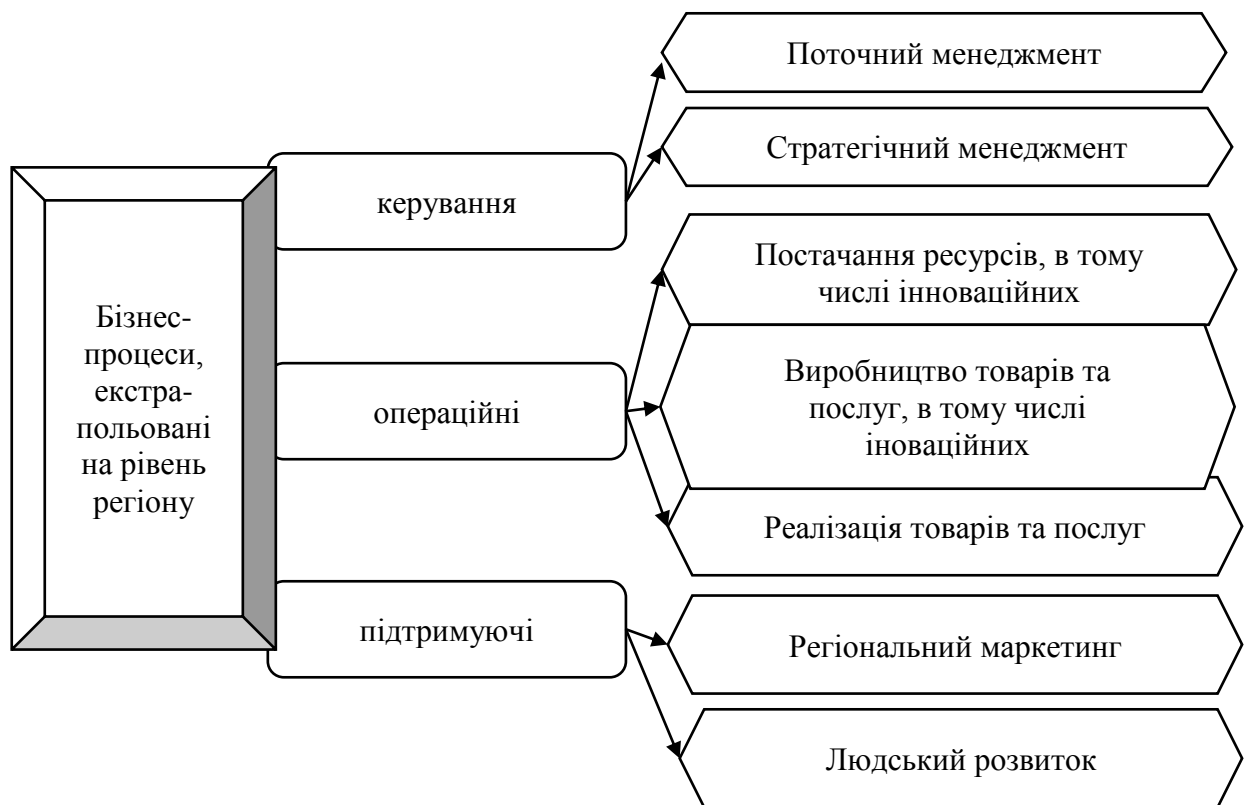 Бізнес-
процеси,
екстра-
польовані
на рівень
регіону
керування
Поточний менеджмент
Стратегічний менеджмент
операційні
Постачання ресурсів, в тому
числі інноваційних
Виробництво товарів та
послуг, в тому числі
іноваційних
Реалізація товарів та послуг
підтримуючі
Регіональний маркетинг
Людський розвиток